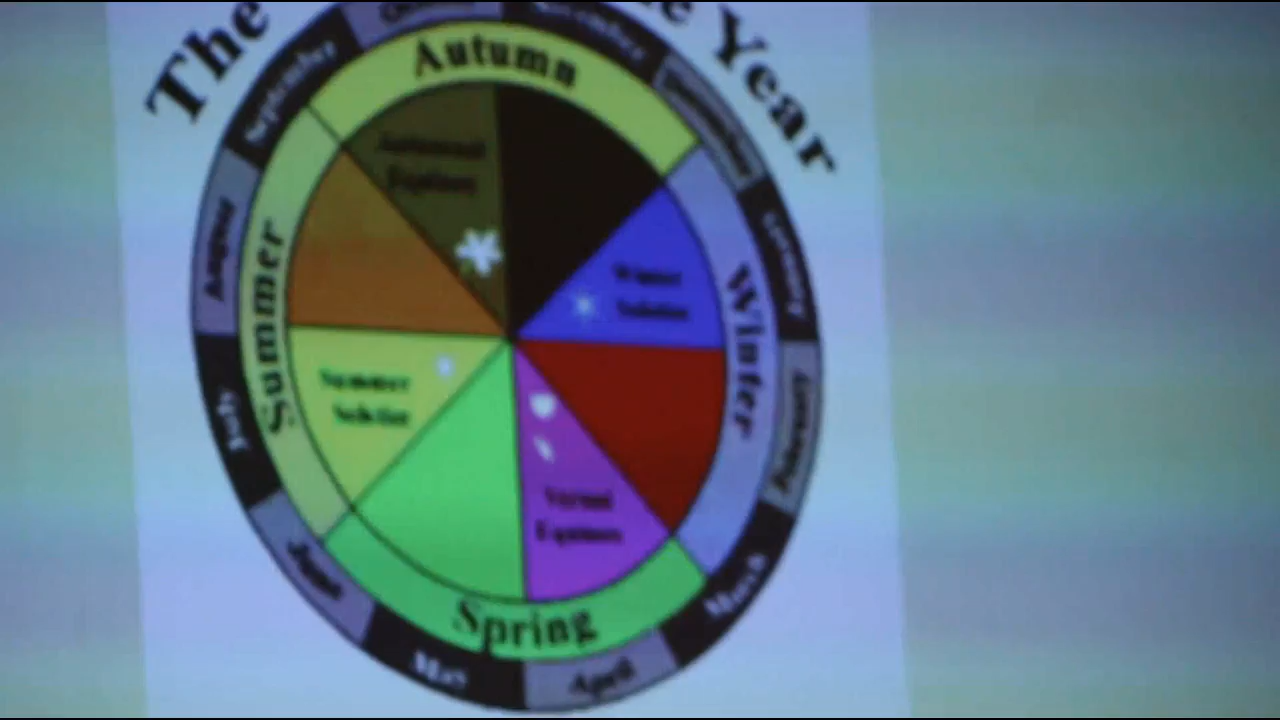 The
Year
Autumn
Winter
Spring
Summer
September
March
April
May
June
July
August
January
February
Autumnal
Equinox
Winter
Solstice
Vernal
Equinox
Summer
Solstice